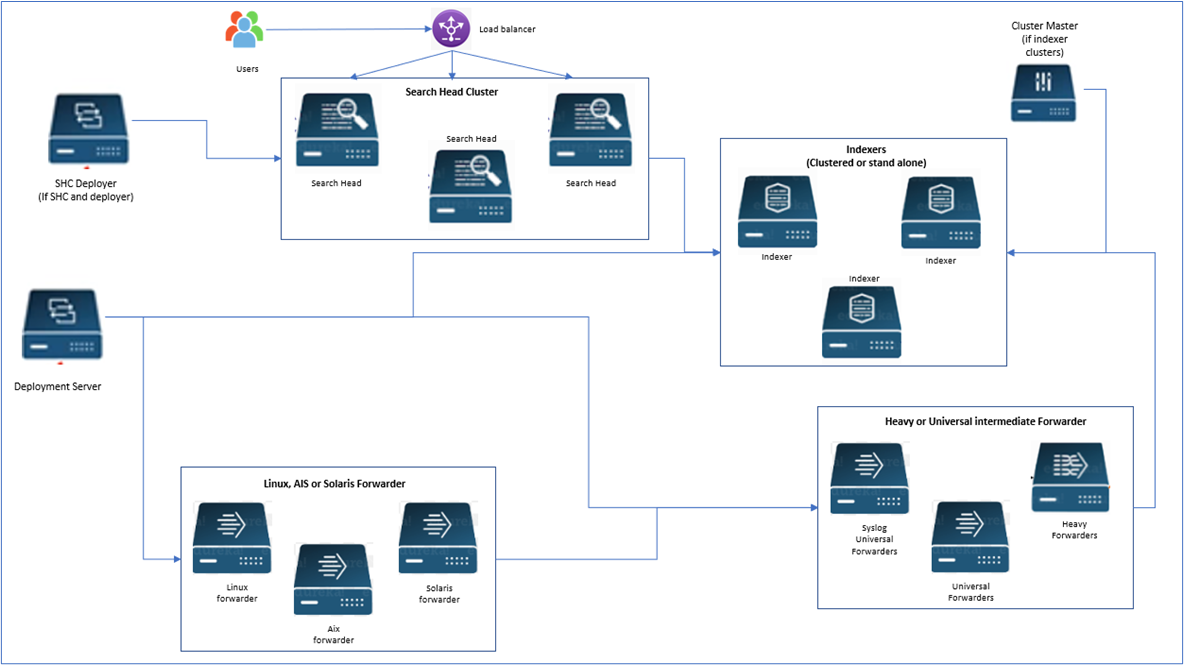 Users
Load balancer
Cluster Master
(if indexer
clusters)
Search Head Cluster
Search Head
Search Head
Search Head
SHC Deployer
(If SHC and deployer)
Indexers
(Clustered or stand alone)
Indexer
Indexer
Indexer
Deployment Server
Heavy or Universal intermediate Forwarder
Syslog
Universal
Forwarders
Heavy
Forwarders
Universal
Forwarders
Linux, AIS or Solaris Forwarder
Linux
forwarder
Solaris
forwarder
Aix
forwarder